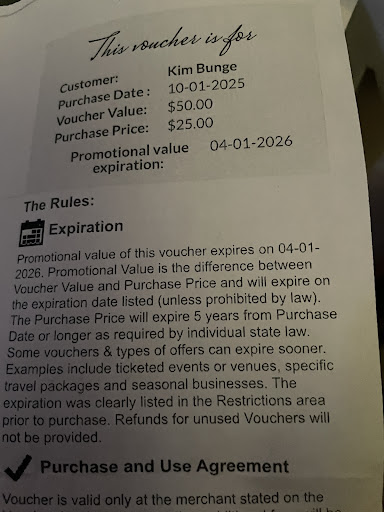 This voucher is for
Customer: Kim Bunge
Purchase Date : 10-01-2025
Voucher Value: $50.00
Purchase Price: $25.00
Promotional value 04-01-2026
expiration:
The Rules:
Expiration
Promotional value of this voucher expires on 04-01-
2026. Promotional Value is the difference between
Voucher Value and Purchase Price and will expire on
the expiration date listed (unless prohibited by law).
The Purchase Price will expire 5 years from Purchase
Date or longer as required by individual state law.
Some vouchers & types of offers can expire sooner.
Examples include ticketed events or venues, specific
travel packages and seasonal businesses. The
expiration was clearly listed in the Restrictions area
prior to purchase. Refunds for unused Vouchers will
not be provided.
Purchase and Use Agreement
Voucher is valid only at the merchant stated on the